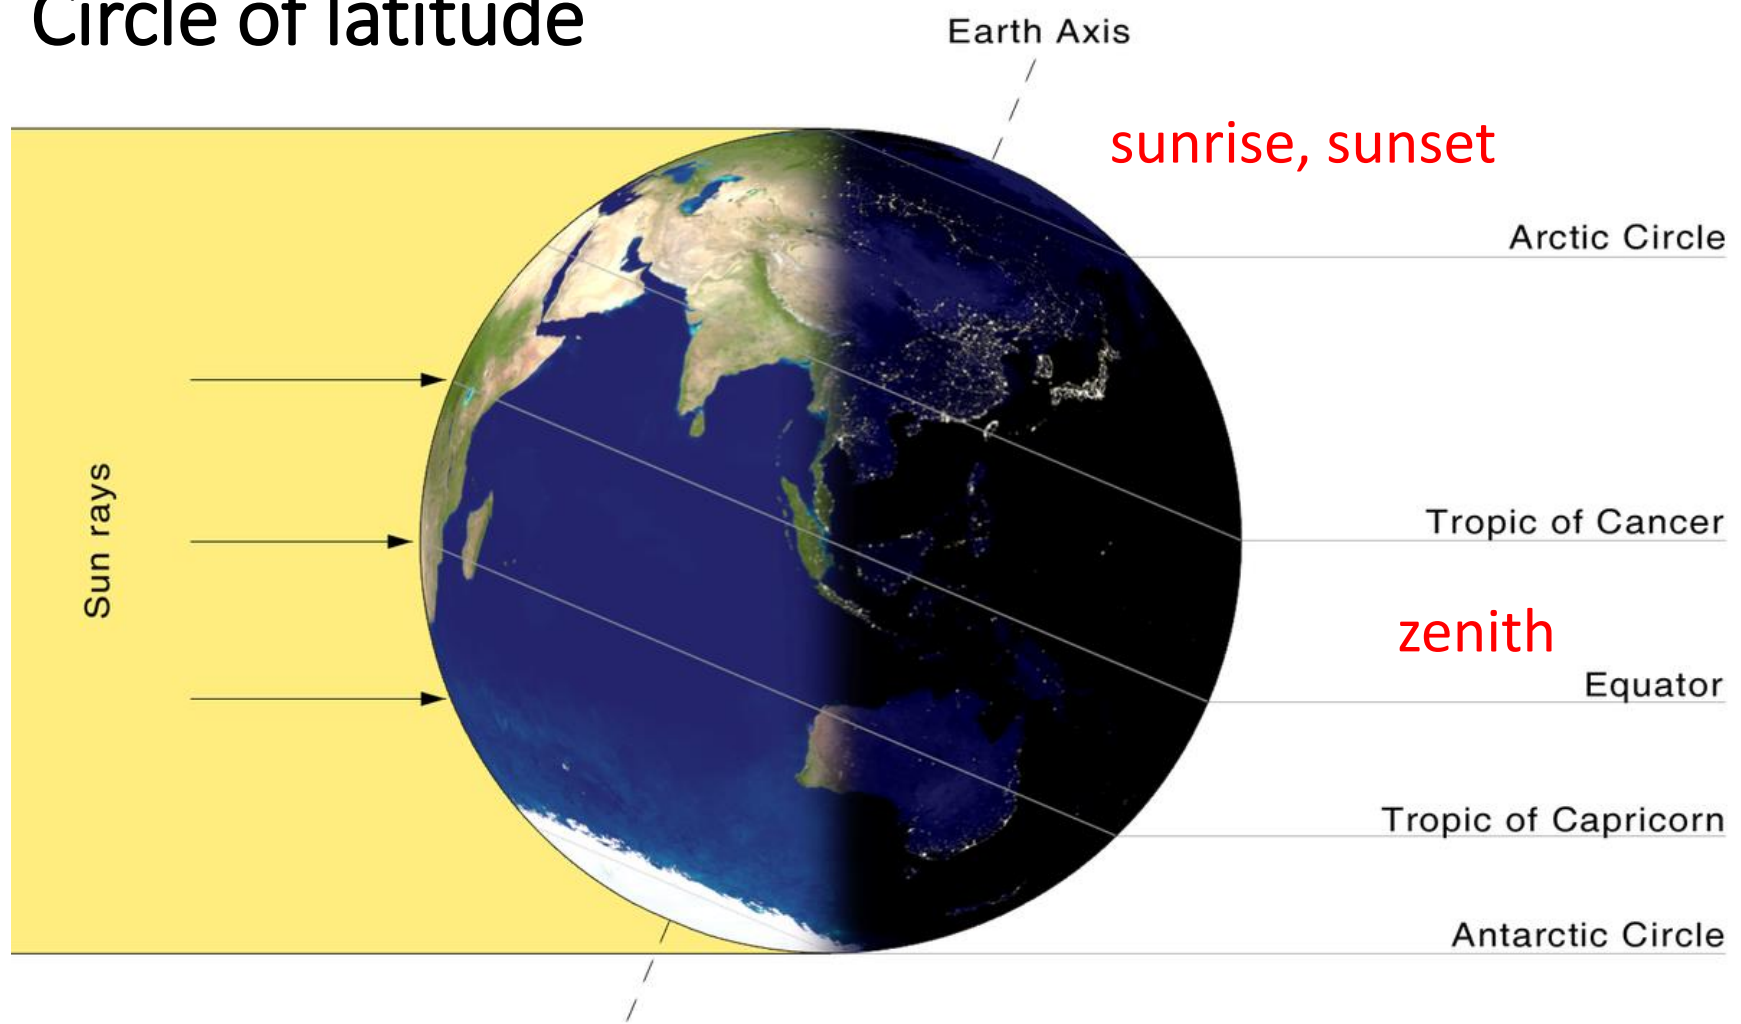 Circle of latitude
Earth Axis
sunrise, sunset
Arctic Circle
Sun rays
Tropic of Cancer
zenith
Equator
Tropic of Capricorn
Antarctic Circle